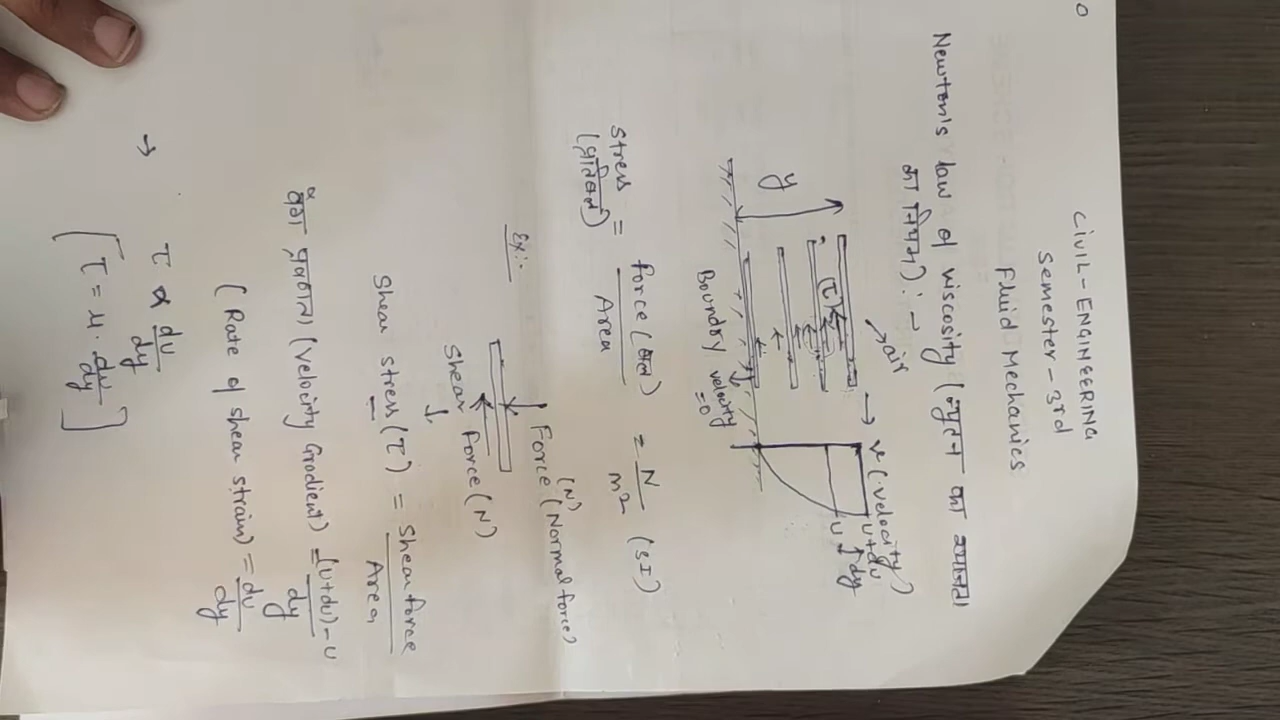 CIVIL-ENGINEERING
Semester-3rd
Fluid Mechanics
Newton's law of viscosity (न्यूटन का श्यानता
का नियम) :-
air
→ v (velocity)
u+du
u
dy
(τ)
y
Boundry velocity
=0
Stress = Force (बल) / Area = N / m2 (SI)
(प्रतिबल)
Ex:-
Force (Normal force)
(N)
Shear Force (N)
Shear stress (τ) = Shear force / Area
वेग प्रवणता (Velocity Gradient) = (u+du)-u / dy
(Rate of shear strain) = du / dy
→ τ ∝ du / dy
[τ = μ . du / dy]